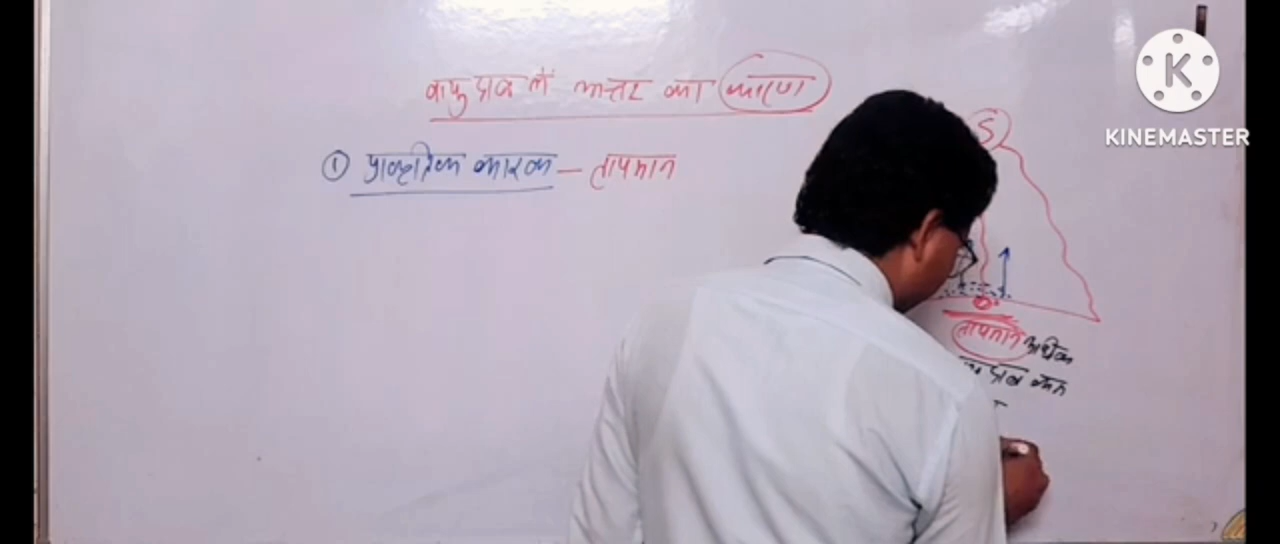 वायु दाब में अन्तर का कारण
① प्राकृतिक कारक — तापमान
तापमान अधिक
दाब कम
K
KINEMASTER